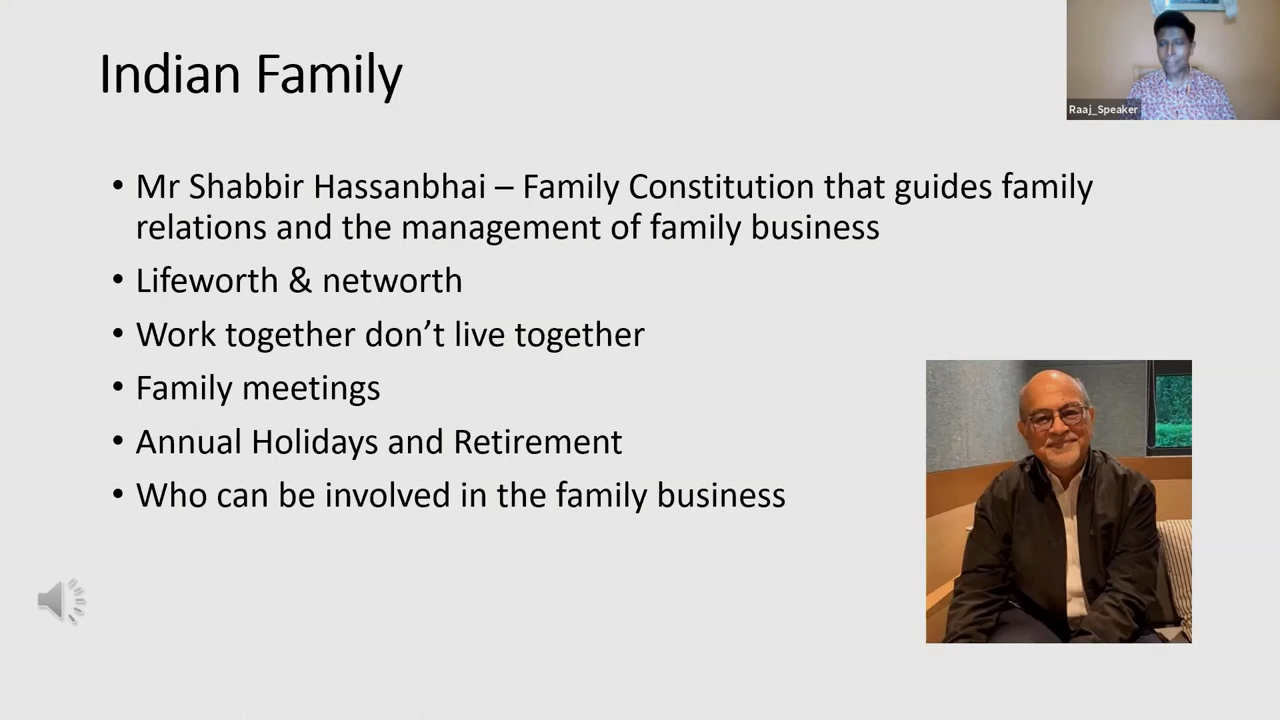 Indian Family
Raaj_Speaker
• Mr Shabbir Hassanbhai – Family Constitution that guides family
relations and the management of family business
• Lifeworth & networth
• Work together don’t live together
• Family meetings
• Annual Holidays and Retirement
• Who can be involved in the family business